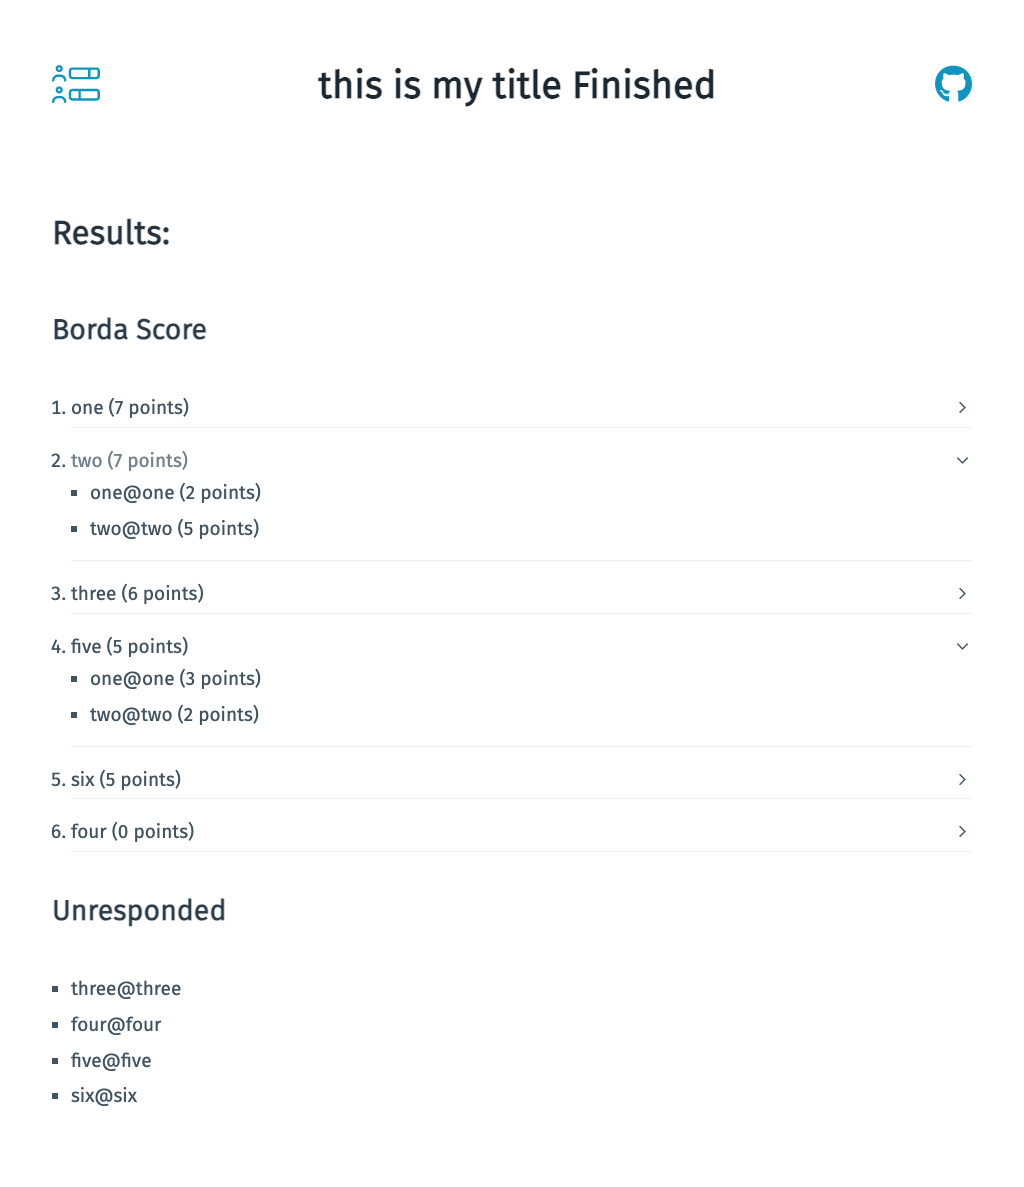 this is my title Finished
Results:
Borda Score
1. one (7 points)
2. two (7 points)
one@one (2 points)
two@two (5 points)
3. three (6 points)
4. five (5 points)
one@one (3 points)
two@two (2 points)
5. six (5 points)
6. four (0 points)
Unresponded
three@three
four@four
five@five
six@six